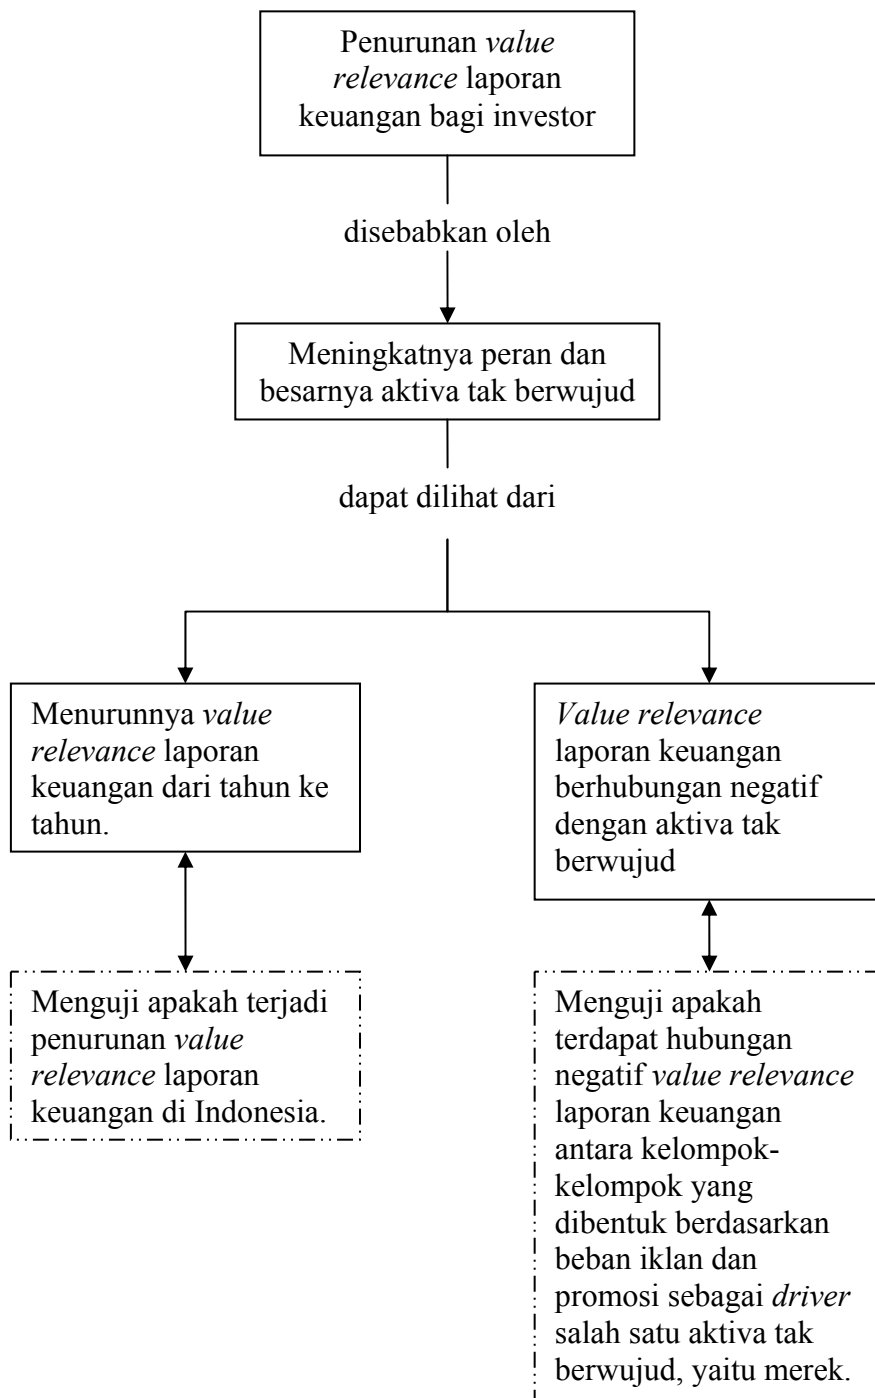 Penurunan value
relevance laporan
keuangan bagi investor
disebabkan oleh
Meningkatnya peran dan
besarnya aktiva tak berwujud
dapat dilihat dari
Menurunnya value
relevance laporan
keuangan dari tahun ke
tahun.
Value relevance
laporan keuangan
berhubungan negatif
dengan aktiva tak
berwujud
Menguji apakah terjadi
penurunan value
relevance laporan
keuangan di Indonesia.
Menguji apakah
terdapat hubungan
negatif value relevance
laporan keuangan
antara kelompok-
kelompok yang
dibentuk berdasarkan
beban iklan dan
promosi sebagai driver
salah satu aktiva tak
berwujud, yaitu merek.